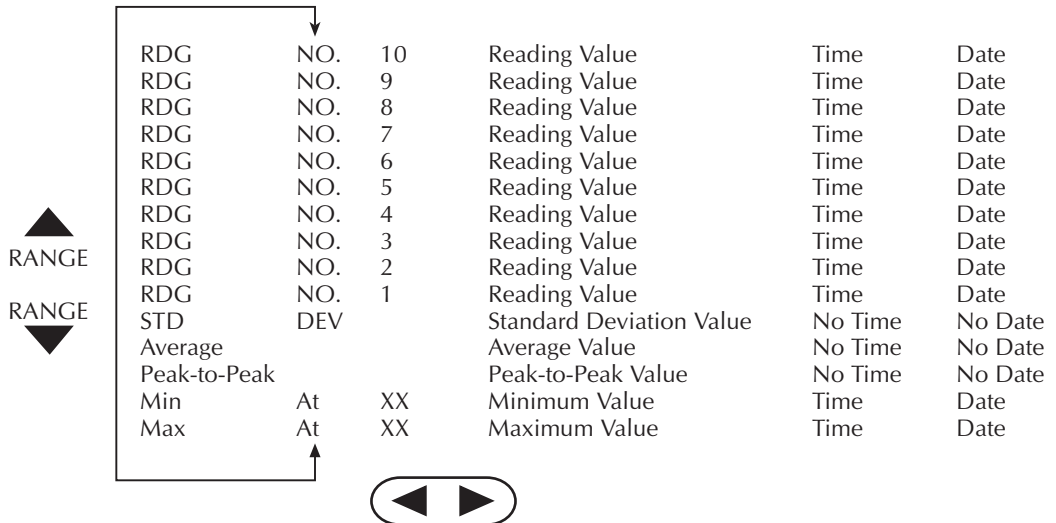 RDG NO. 10 Reading Value Time Date
RDG NO. 9 Reading Value Time Date
RDG NO. 8 Reading Value Time Date
RDG NO. 7 Reading Value Time Date
RDG NO. 6 Reading Value Time Date
RDG NO. 5 Reading Value Time Date
RDG NO. 4 Reading Value Time Date
RANGE
RDG NO. 3 Reading Value Time Date
RDG NO. 2 Reading Value Time Date
RDG NO. 1 Reading Value Time Date
RANGE
STD DEV Standard Deviation Value No Time No Date
Average Average Value No Time No Date
Peak-to-Peak Peak-to-Peak Value No Time No Date
Min At XX Minimum Value Time Date
Max At XX Maximum Value Time Date